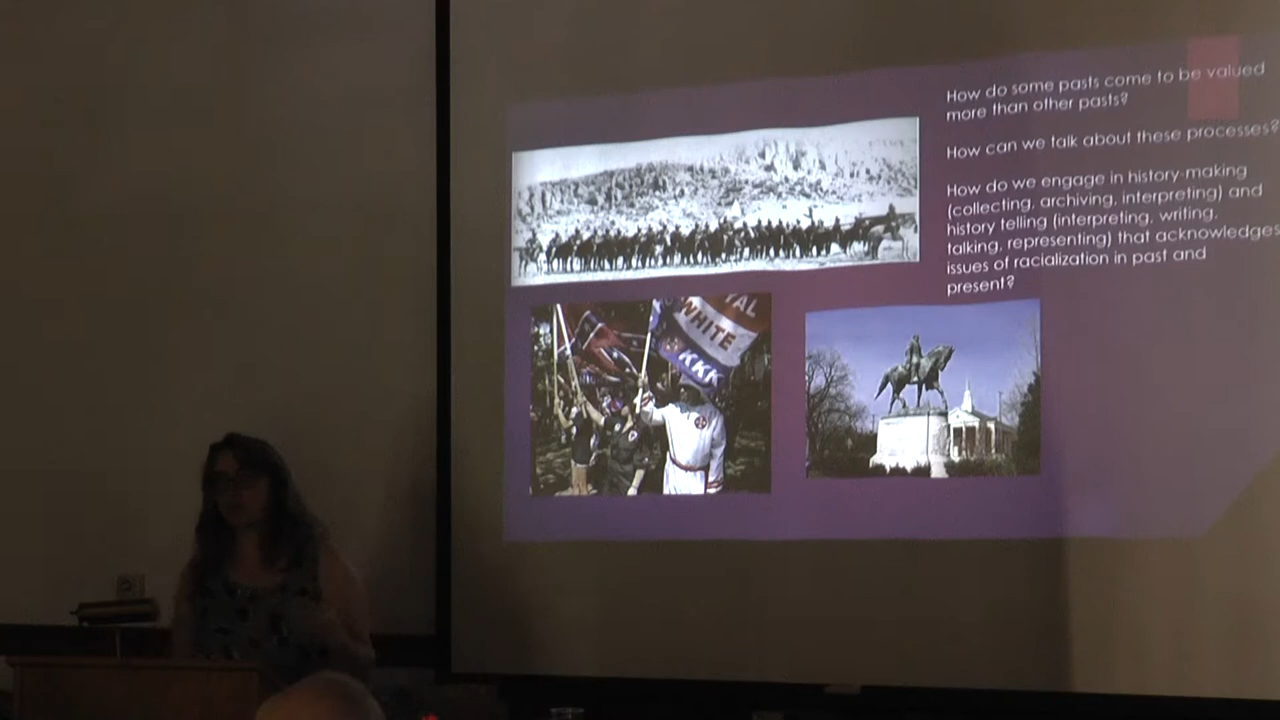 How do some pasts come to be valued
more than other pasts?
How can we talk about these processes?
How do we engage in history-making
(collecting, archiving, interpreting) and
history telling (interpreting, writing,
talking, representing) that acknowledges
issues of racialization in past and
present?
YAL
WHITE
KKK